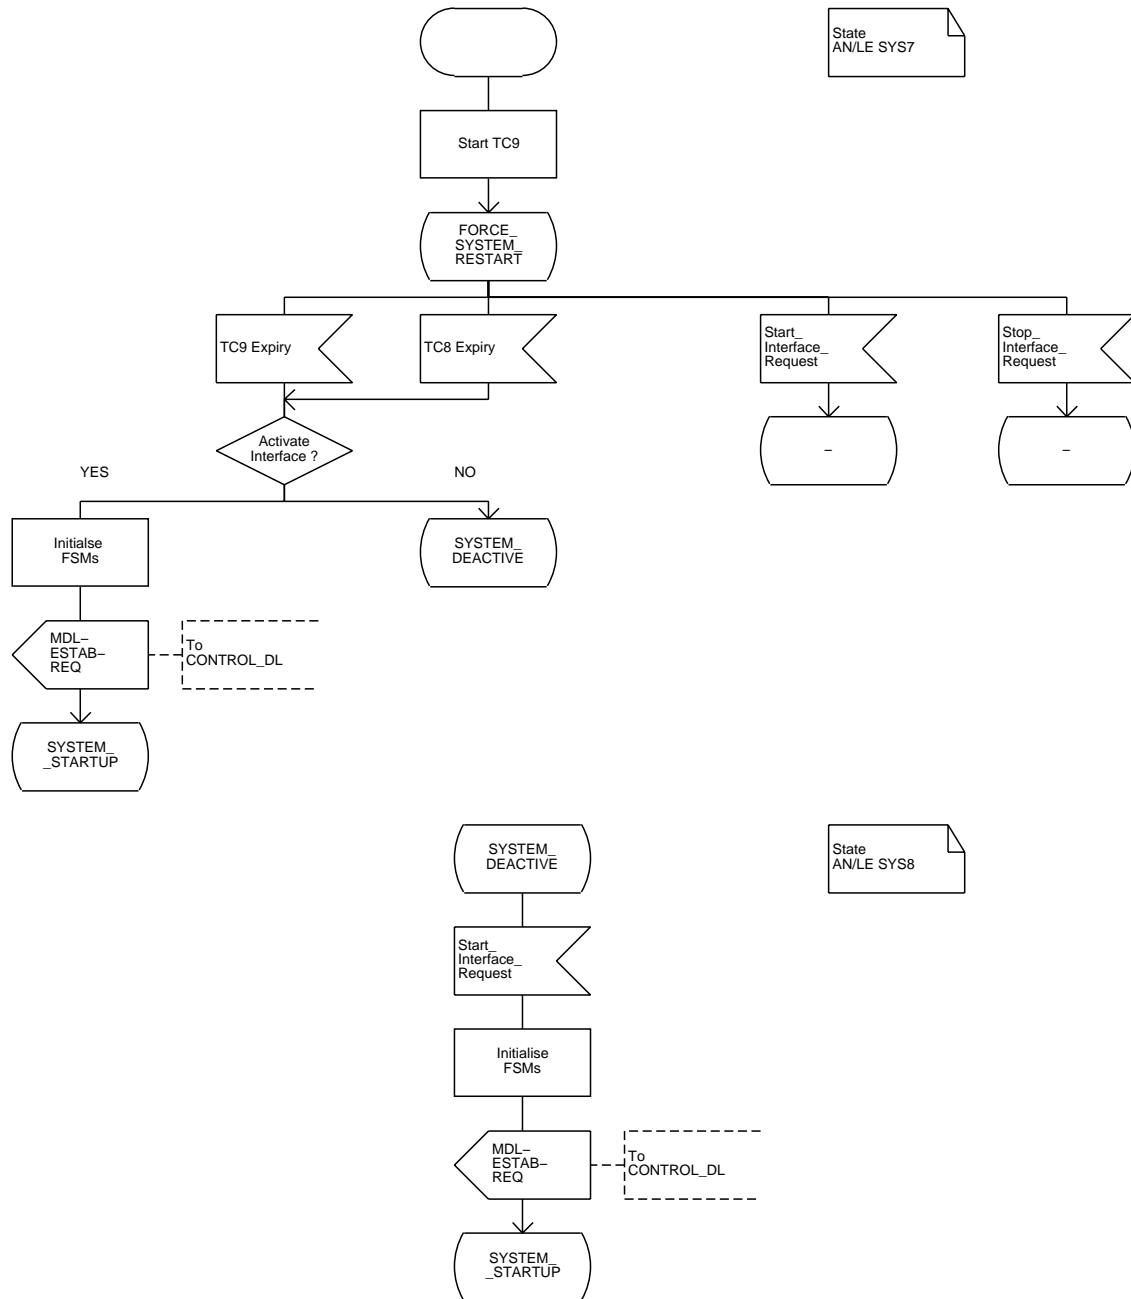 State
AN/LE SYS7
Start TC9
FORCE_
SYSTEM_
RESTART
TC9 Expiry
TC8 Expiry
Start_
Interface_
Request
Stop_
Interface_
Request
Activate
Interface ?
–
–
YES
NO
Initialse
FSMs
SYSTEM_
DEACTIVE
MDL–
ESTAB–
REQ
To
CONTROL_DL
SYSTEM_
_STARTUP
SYSTEM_
DEACTIVE
State
AN/LE SYS8
Start_
Interface_
Request
Initialise
FSMs
MDL–
ESTAB–
REQ
To
CONTROL_DL
SYSTEM_
_STARTUP